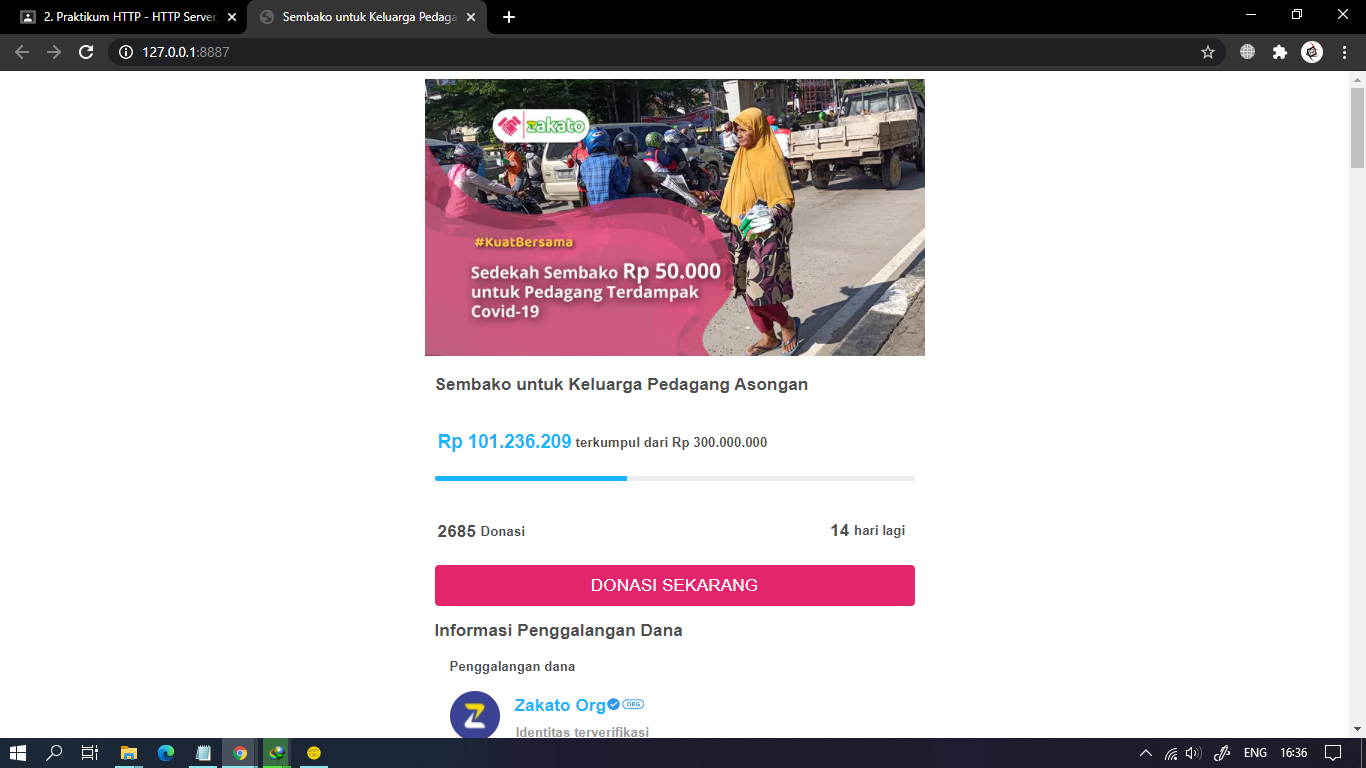 2. Praktikum HTTP - HTTP Server
Sembako untuk Keluarga Pedaga
127.0.0.1:8887
zakato
#KuatBersama
Sedekah Sembako Rp 50.000
untuk Pedagang Terdampak
Covid-19
Sembako untuk Keluarga Pedagang Asongan
Rp 101.236.209 terkumpul dari Rp 300.000.000
2685 Donasi
14 hari lagi
DONASI SEKARANG
Informasi Penggalangan Dana
Penggalangan dana
Zakato Org
ORG
Identitas terverifikasi
ENG
16:36